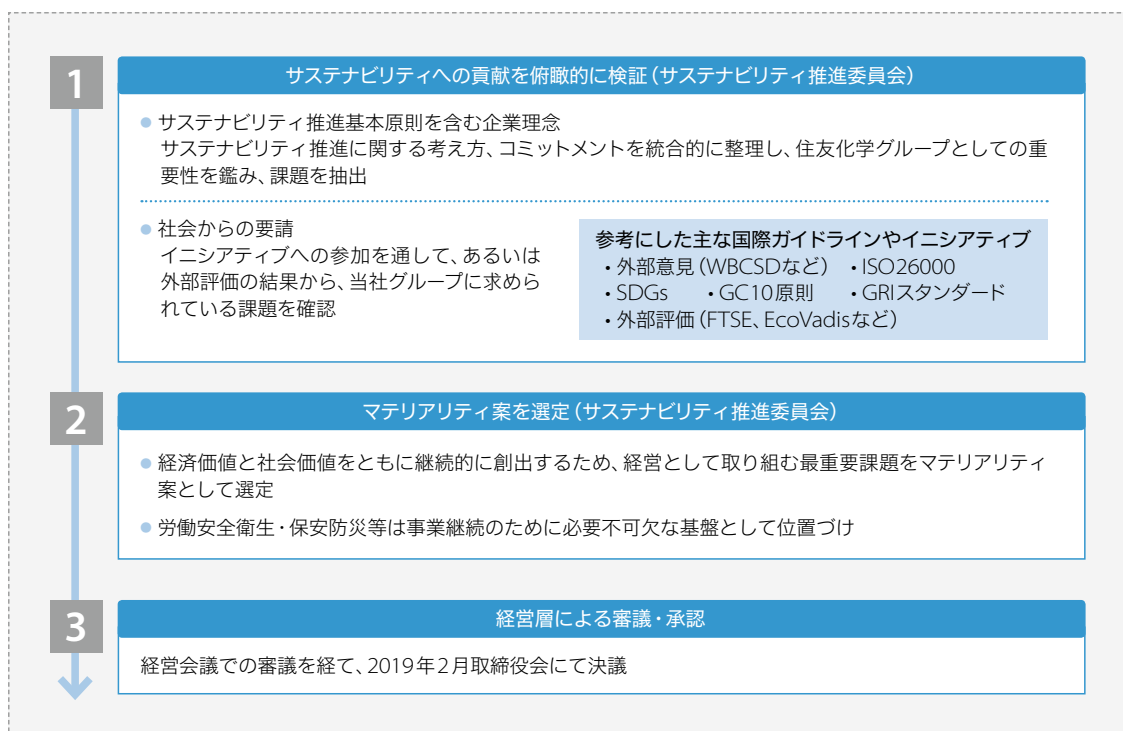 1
サステナビリティへの貢献を俯瞰的に検証（サステナビリティ推進委員会）
● サステナビリティ推進基本原則を含む企業理念
サステナビリティ推進に関する考え方、コミットメントを統合的に整理し、住友化学グループとしての重
要性を鑑み、課題を抽出
● 社会からの要請
イニシアティブへの参加を通して、あるいは
外部評価の結果から、当社グループに求めら
れている課題を確認
参考にした主な国際ガイドラインやイニシアティブ
・外部意見（WBCSDなど） ・ISO26000
・SDGs ・GC10原則 ・GRIスタンダード
・外部評価（FTSE、EcoVadisなど）
2
マテリアリティ案を選定（サステナビリティ推進委員会）
● 経済価値と社会価値をともに継続的に創出するため、経営として取り組む最重要課題をマテリアリティ
案として選定
● 労働安全衛生・保安防災等は事業継続のために必要不可欠な基盤として位置づけ
3
経営層による審議・承認
経営会議での審議を経て、2019年2月取締役会にて決議